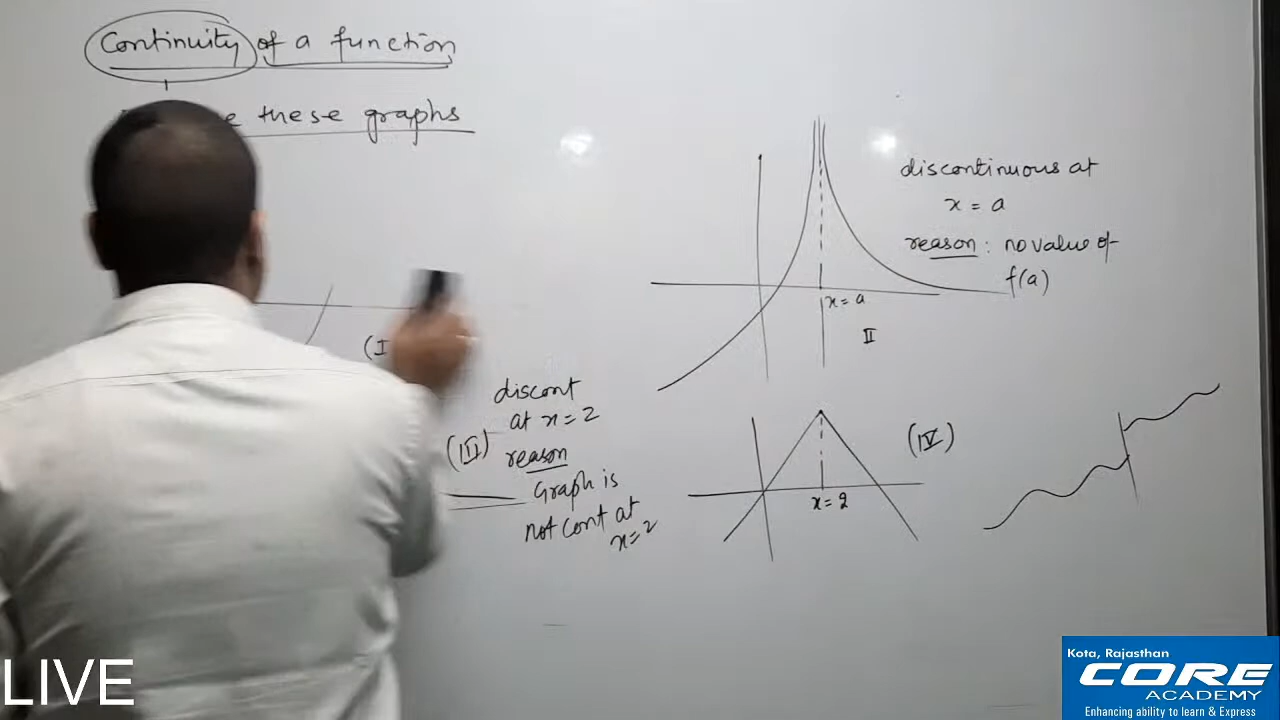 Continuity of a function
these graphs
discontinuous at
x = a
reason : no value of
f(a)
x = a
II
(I
discont
at x = 2
(III)
reason
Graph is
not cont at
x = 2
(IV)
x = 2
LIVE
Kota, Rajasthan
CORE
ACADEMY
Enhancing ability to learn & Express